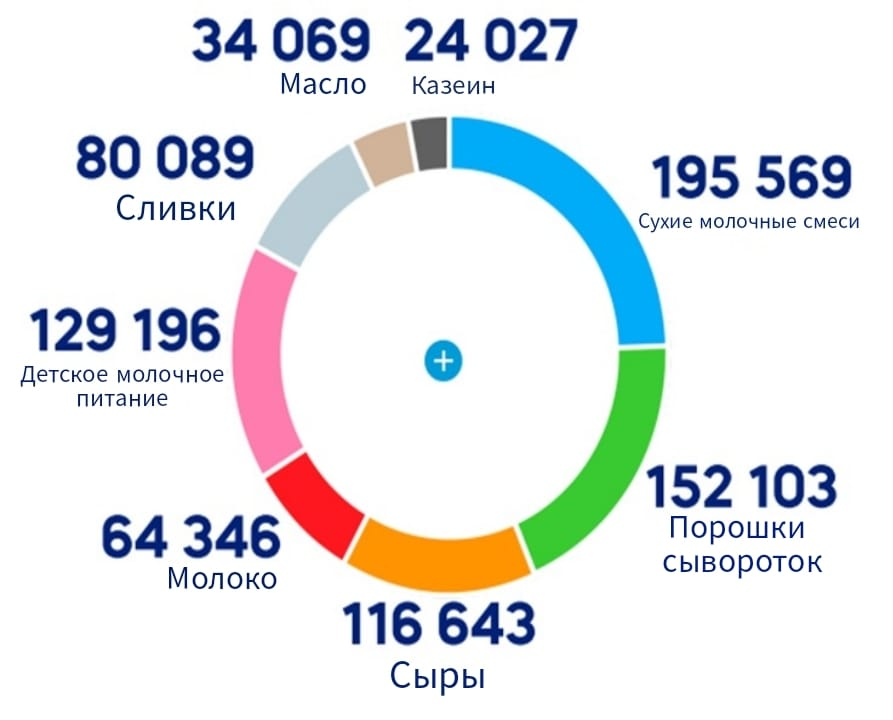 34 069
Масло
24 027
Казеин
195 569
Сухие молочные смеси
80 089
Сливки
129 196
Детское молочное
питание
152 103
Порошки
сывороток
64 346
Молоко
116 643
Сыры